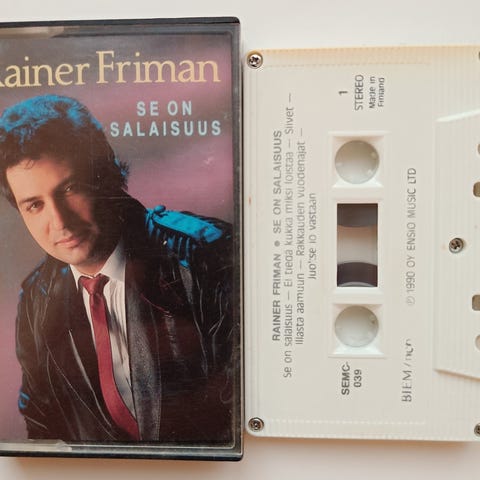 Rainer Friman
SE ON
SALAISUUS
1
STEREO
Made in
Finland
RAINER FRIMAN • SE ON SALAISUUS
Se on salaisuus – Ei tiedä kukka miksi loistaa – Siivet –
Illasta aamuun – Rakkauden vuodenajat –
vastaan
SEMC-
039
℗ 1990 OY ENSIO MUSIC LTD
BIEM / ncb